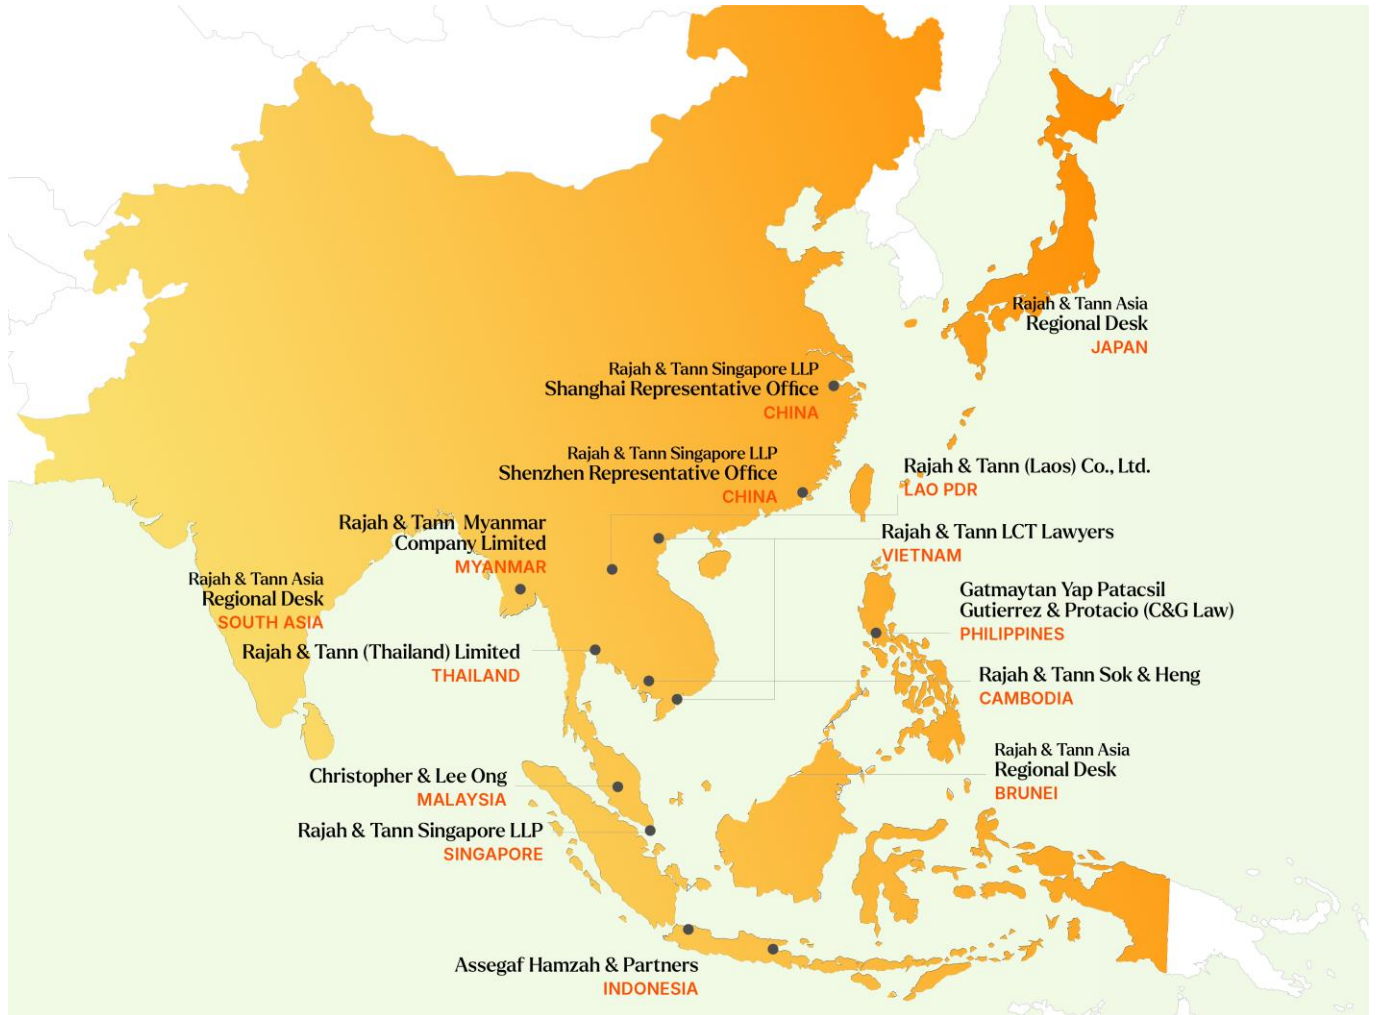 Rajah & Tann Asia
Regional Desk
JAPAN
Rajah & Tann Singapore LLP
Shanghai Representative Office
CHINA
Rajah & Tann Singapore LLP
Shenzhen Representative Office
CHINA
Rajah & Tann (Laos) Co., Ltd.
LAO PDR
Rajah & Tann Myanmar
Company Limited
MYANMAR
Rajah & Tann LCT Lawyers
VIETNAM
Rajah & Tann Asia
Regional Desk
SOUTH ASIA
Gatmaytan Yap Patacsil
Gutierrez & Protacio (C&G Law)
PHILIPPINES
Rajah & Tann (Thailand) Limited
THAILAND
Rajah & Tann Sok & Heng
CAMBODIA
Rajah & Tann Asia
Regional Desk
BRUNEI
Christopher & Lee Ong
MALAYSIA
Rajah & Tann Singapore LLP
SINGAPORE
Assegaf Hamzah & Partners
INDONESIA